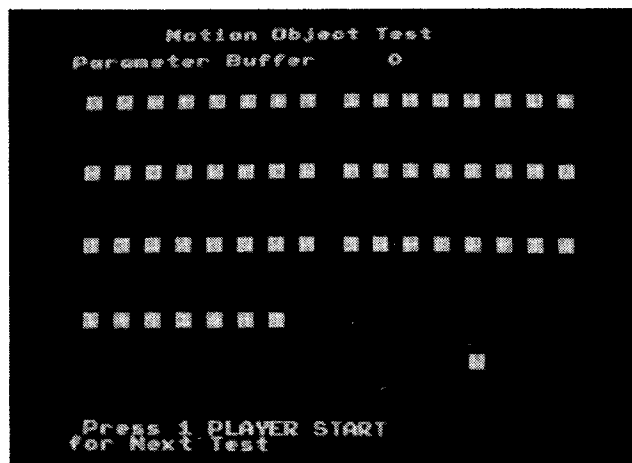 Motion Object Test
Parameter Buffer 0
Press 1 PLAYER START
for Next Test